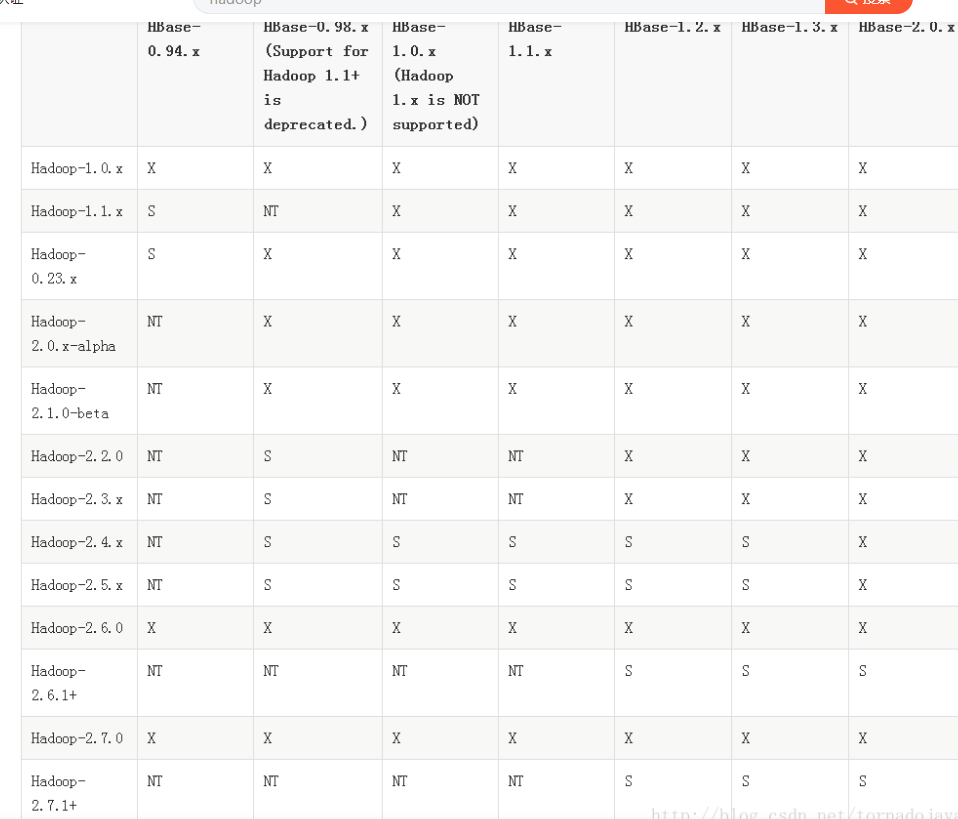 认证 hadoop 搜索
HBase- HBase-0.98.x HBase- HBase- HBase-1.2.x HBase-1.3.x HBase-2.0.x
0.94.x (Support for 1.0.x 1.1.x
Hadoop 1.1+ (Hadoop
is 1.x is NOT
deprecated.) supported)
Hadoop-1.0.x X X X X X X X
Hadoop-1.1.x S NT X X X X X
Hadoop- S X X X X X X
0.23.x
Hadoop- NT X X X X X X
2.0.x-alpha
Hadoop- NT X X X X X X
2.1.0-beta
Hadoop-2.2.0 NT S NT NT X X X
Hadoop-2.3.x NT S NT NT X X X
Hadoop-2.4.x NT S S S S S X
Hadoop-2.5.x NT S S S S S X
Hadoop-2.6.0 X X X X X X X
Hadoop- NT NT NT NT S S S
2.6.1+
Hadoop-2.7.0 X X X X X X X
Hadoop- NT NT NT NT S S S
2.7.1+
http://blog.csdn.net/tornadojava